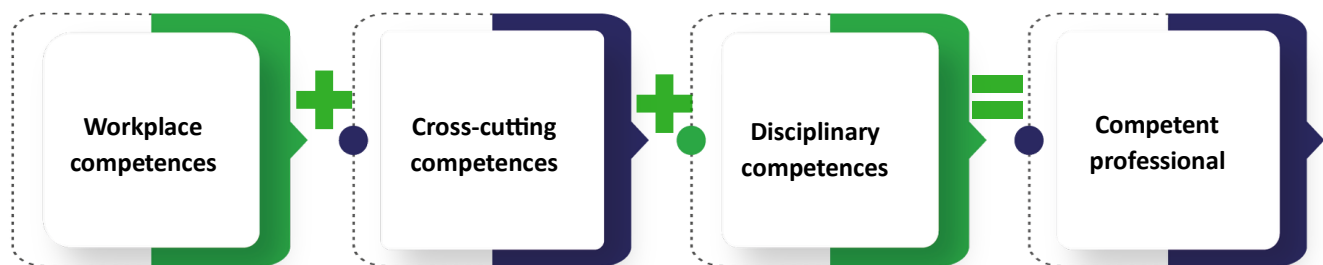 Workplace
competences
+
Cross-cutting
competences
+
Disciplinary
competences
=
Competent
professional